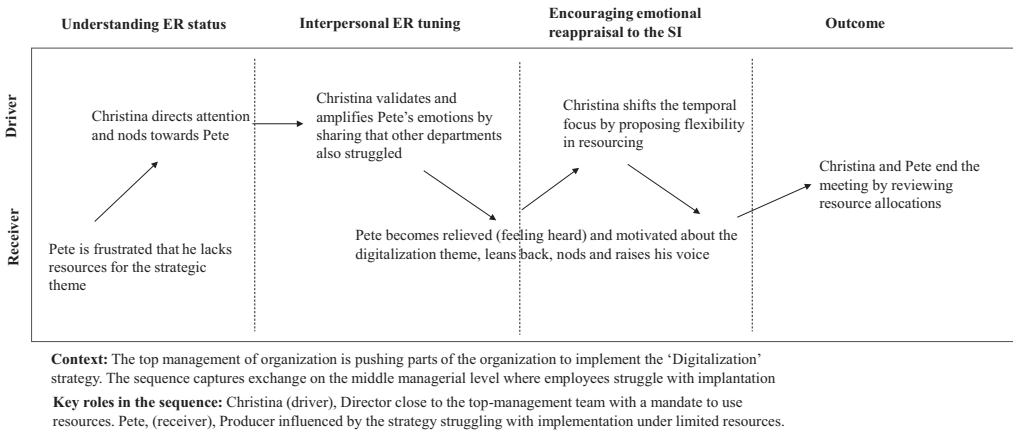 Understanding ER status
Interpersonal ER tuning
Encouraging emotional
reappraisal to the SI
Outcome
Driver
Christina directs attention
and nods towards Pete
Christina validates and
amplifies Pete's emotions by
sharing that other departments
also struggled
Christina shifts the temporal
focus by proposing flexibility
in resourcing
Christina and Pete end the
meeting by reviewing
resource allocations
Receiver
Pete is frustrated that he lacks
resources for the strategic
theme
Pete becomes relieved (feeling heard) and motivated about the
digitalization theme, leans back, nods and raises his voice
Context: The top management of organization is pushing parts of the organization to implement the 'Digitalization'
strategy. The sequence captures exchange on the middle managerial level where employees struggle with implantation
Key roles in the sequence: Christina (driver), Director close to the top-management team with a mandate to use
resources. Pete, (receiver), Producer influenced by the strategy struggling with implementation under limited resources.